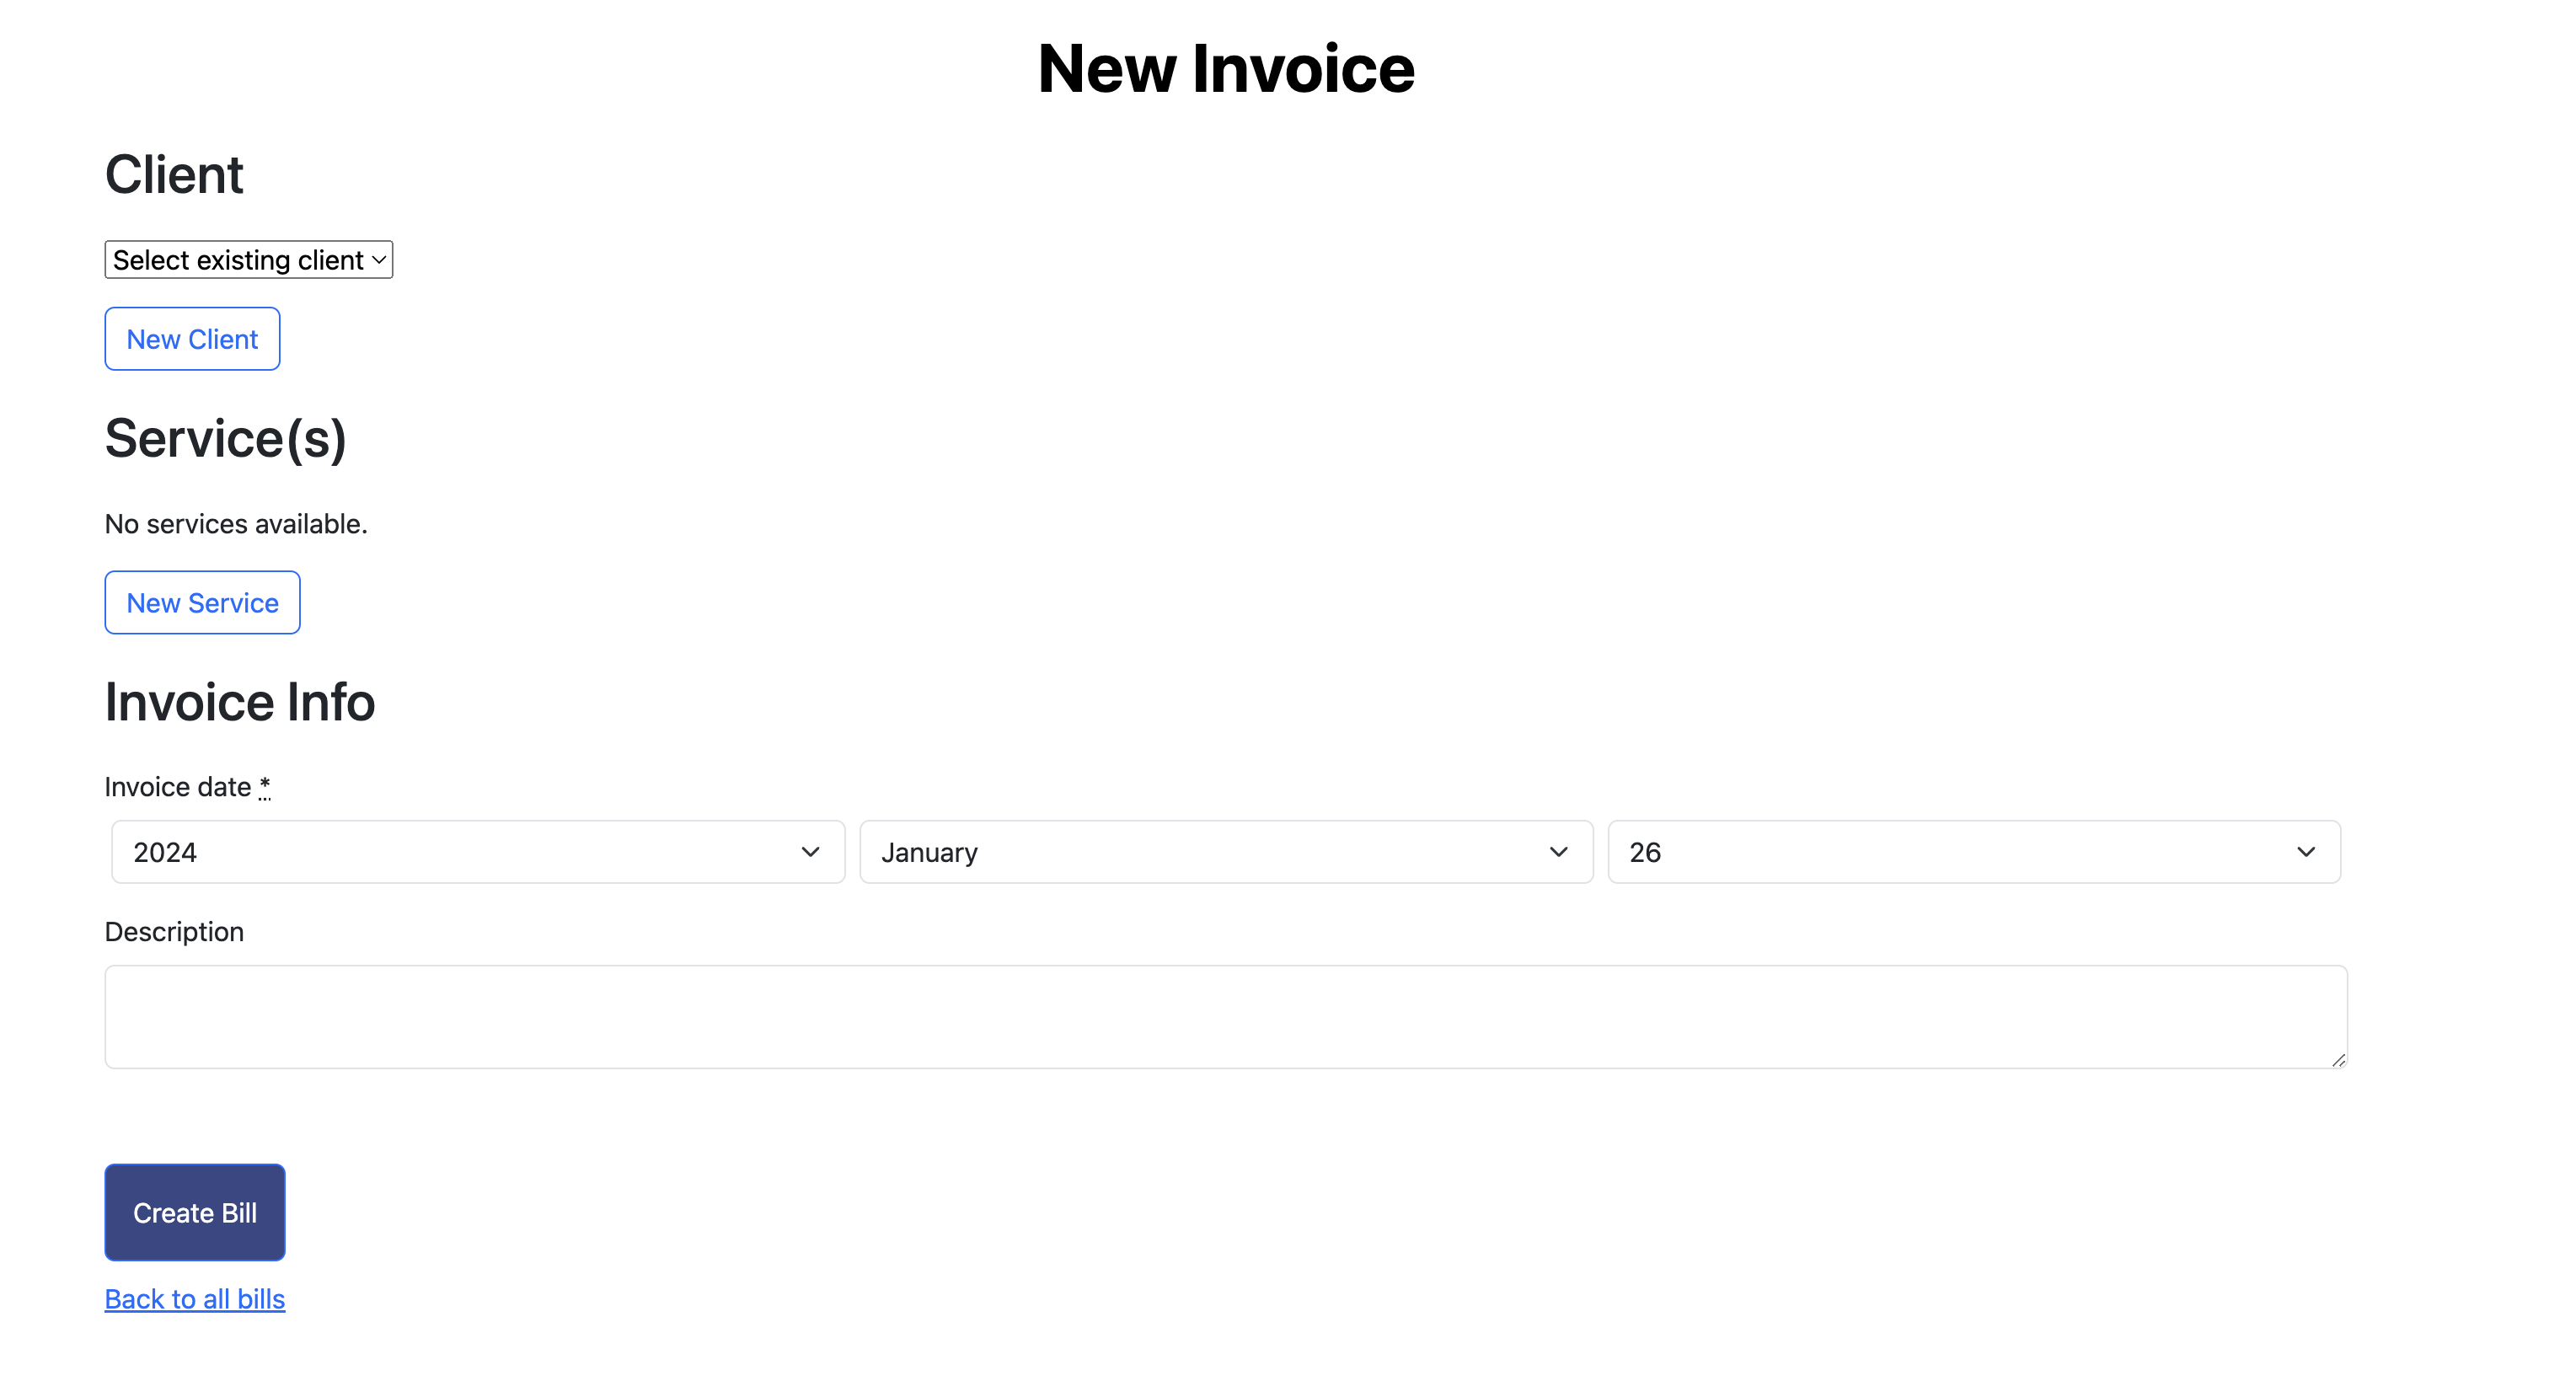 New Invoice
Client
Select existing client
New Client
Service(s)
No services available.
New Service
Invoice Info
Invoice date *
2024 January 26
Description
Create Bill
Back to all bills